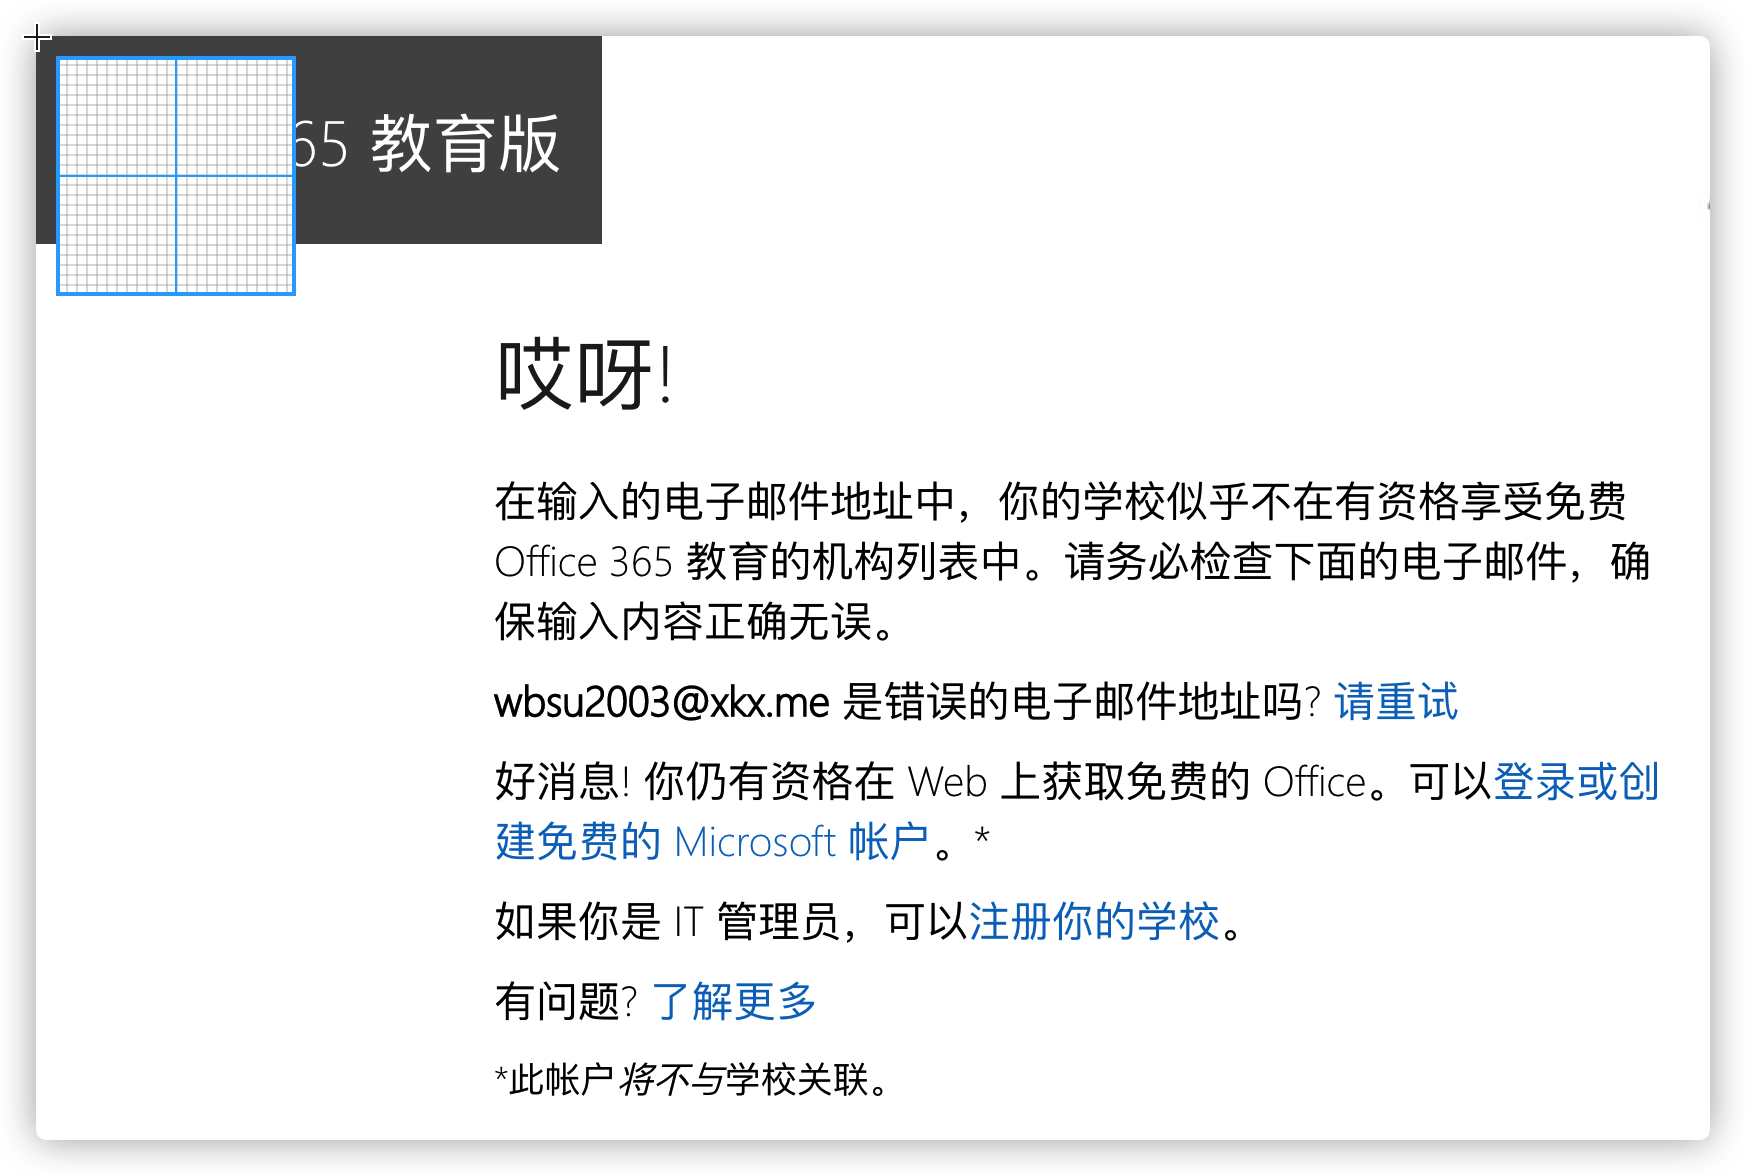 65 教育版
哎呀!
在输入的电子邮件地址中，你的学校似乎不在有资格享受免费
Office 365 教育的机构列表中。请务必检查下面的电子邮件，确
保输入内容正确无误。
wbsu2003@xkx.me 是错误的电子邮件地址吗? 请重试
好消息! 你仍有资格在 Web 上获取免费的 Office。可以登录或创
建免费的 Microsoft 帐户。*
如果你是 IT 管理员，可以注册你的学校。
有问题? 了解更多
*此帐户将不与学校关联。